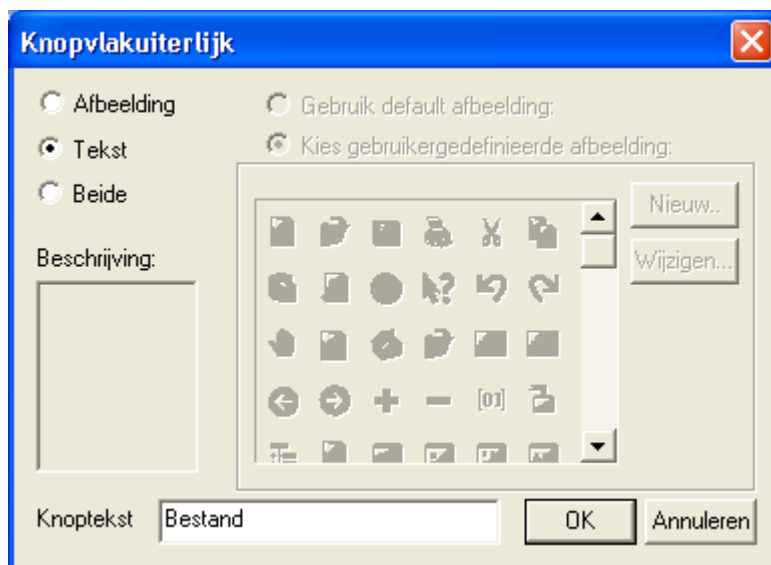 Knopvlakuiterlijk
Afbeelding
Tekst
Beide
Gebruik default afbeelding:
Kies gebruikergedefinieerde afbeelding:
Nieuw..
Wijzigen...
Beschrijving:
[01]
Knoptekst
Bestand
OK
Annuleren